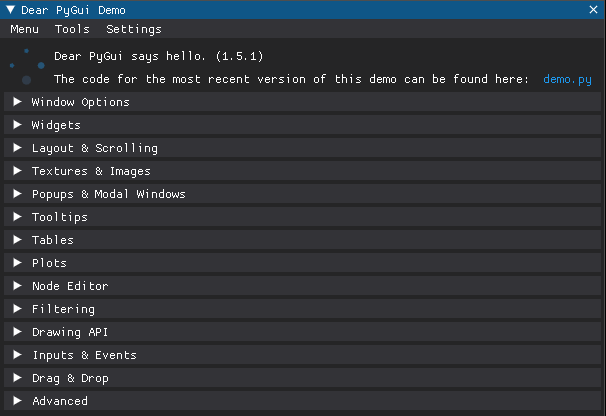 Dear PyGui Demo
Menu Tools Settings
Dear PyGui says hello. (1.5.1)
The code for the most recent version of this demo can be found here: demo.py
Window Options
Widgets
Layout & Scrolling
Textures & Images
Popups & Modal Windows
Tooltips
Tables
Plots
Node Editor
Filtering
Drawing API
Inputs & Events
Drag & Drop
Advanced